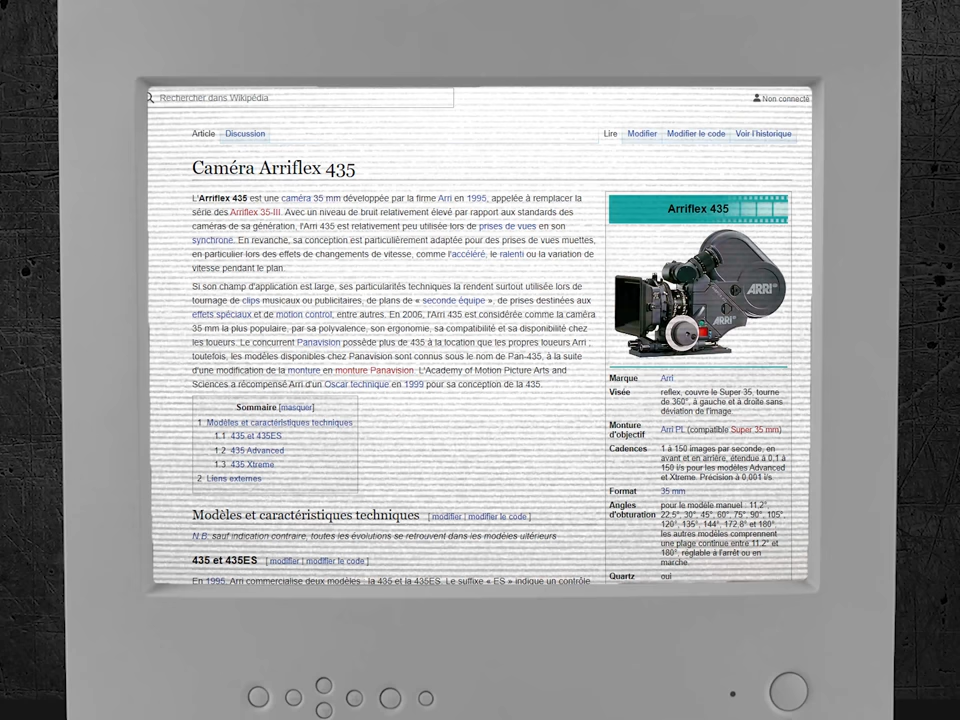 Rechercher dans Wikipédia
Non connecté
Article Discussion
Lire Modifier Modifier le code Voir l'historique
Caméra Arriflex 435
L'Arriflex 435 est une caméra 35 mm développée par la firme Arri en 1995, appelée à remplacer la
série des Arriflex 35-III. Avec un niveau de bruit relativement élevé par rapport aux standards des
caméras de sa génération, l'Arri 435 est relativement peu utilisée lors de prises de vues en son
synchrone. En revanche, sa conception est particulièrement adaptée pour des prises de vues muettes,
en particulier lors des effets de changements de vitesse, comme l'accéléré, le ralenti ou la variation de
vitesse pendant le plan.
Si son champ d'application est large, ses particularités techniques la rendent surtout utilisée lors de
tournage de clips musicaux ou publicitaires, de plans de « seconde équipe », de prises destinées aux
effets spéciaux et de motion control, entre autres. En 2006, l'Arri 435 est considérée comme la caméra
35 mm la plus populaire, par sa polyvalence, son ergonomie, sa compatibilité et sa disponibilité chez
les loueurs. Le concurrent Panavision possède plus de 435 à la location que les propres loueurs Arri ;
toutefois, les modèles disponibles chez Panavision sont connus sous le nom de Pan-435, à la suite
d'une modification de la monture en monture Panavision. L'Academy of Motion Picture Arts and
Sciences a récompensé Arri d'un Oscar technique en 1999 pour sa conception de la 435.
Sommaire [masquer]
1 Modèles et caractéristiques techniques
1.1 435 et 435ES
1.2 435 Advanced
1.3 435 Xtreme
2 Liens externes
Modèles et caractéristiques techniques [ modifier | modifier le code ]
N.B: sauf indication contraire, toutes les évolutions se retrouvent dans les modèles ultérieurs
435 et 435ES [ modifier | modifier le code ]
En 1995, Arri commercialise deux modèles : la 435 et la 435ES. Le suffixe « ES » indique un contrôle
Arriflex 435
ARRI
ARRI
Marque Arri
Visée reflex, couvre le Super 35, tourne
de 360°, à gauche et à droite sans
déviation de l'image.
Monture
d'objectif Arri PL (compatible Super 35 mm)
Cadences 1 à 150 images par seconde, en
avant et en arrière, étendue à 0,1 à
150 i/s pour les modèles Advanced
et Xtreme. Précision à 0,001 i/s.
Format 35 mm
Angles
d'obturation pour le modèle manuel : 11,2°,
22,5°, 30°, 45°, 60°, 75°, 90°, 105°,
120°, 135°, 144°, 172,8° et 180°,
les autres modèles comprennent
une plage continue entre 11,2° et
180°, réglable à l'arrêt ou en
marche.
Quartz oui